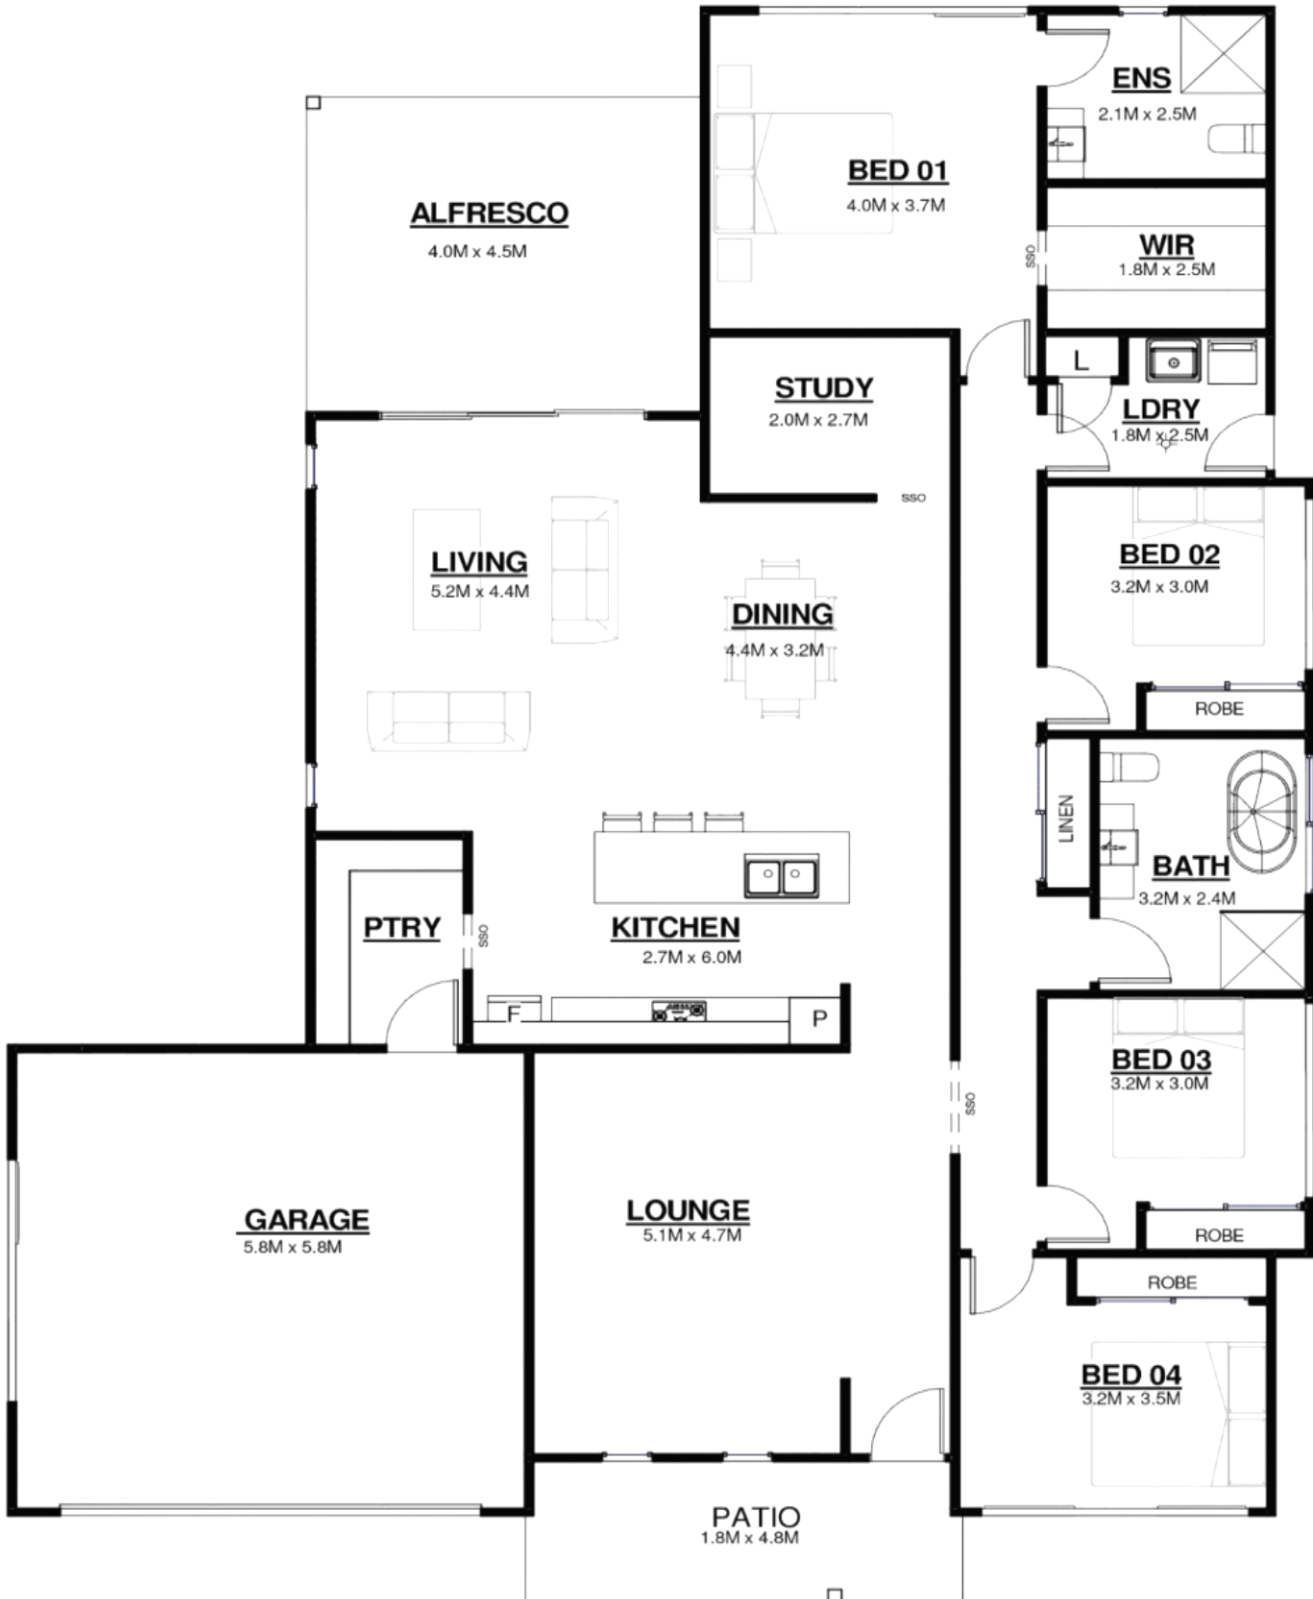 ENS
2.1M x 2.5M
BED 01
4.0M x 3.7M
ALFRESCO
4.0M x 4.5M
WIR
1.8M x 2.5M
SSO
L
STUDY
2.0M x 2.7M
LDRY
1.8M x 2.5M
SSO
LIVING
5.2M x 4.4M
BED 02
3.2M x 3.0M
DINING
4.4M x 3.2M
ROBE
LINEN
BATH
3.2M x 2.4M
PTRY
SSO
KITCHEN
2.7M x 6.0M
F
P
BED 03
3.2M x 3.0M
SSO
GARAGE
5.8M x 5.8M
LOUNGE
5.1M x 4.7M
ROBE
ROBE
BED 04
3.2M x 3.5M
PATIO
1.8M x 4.8M